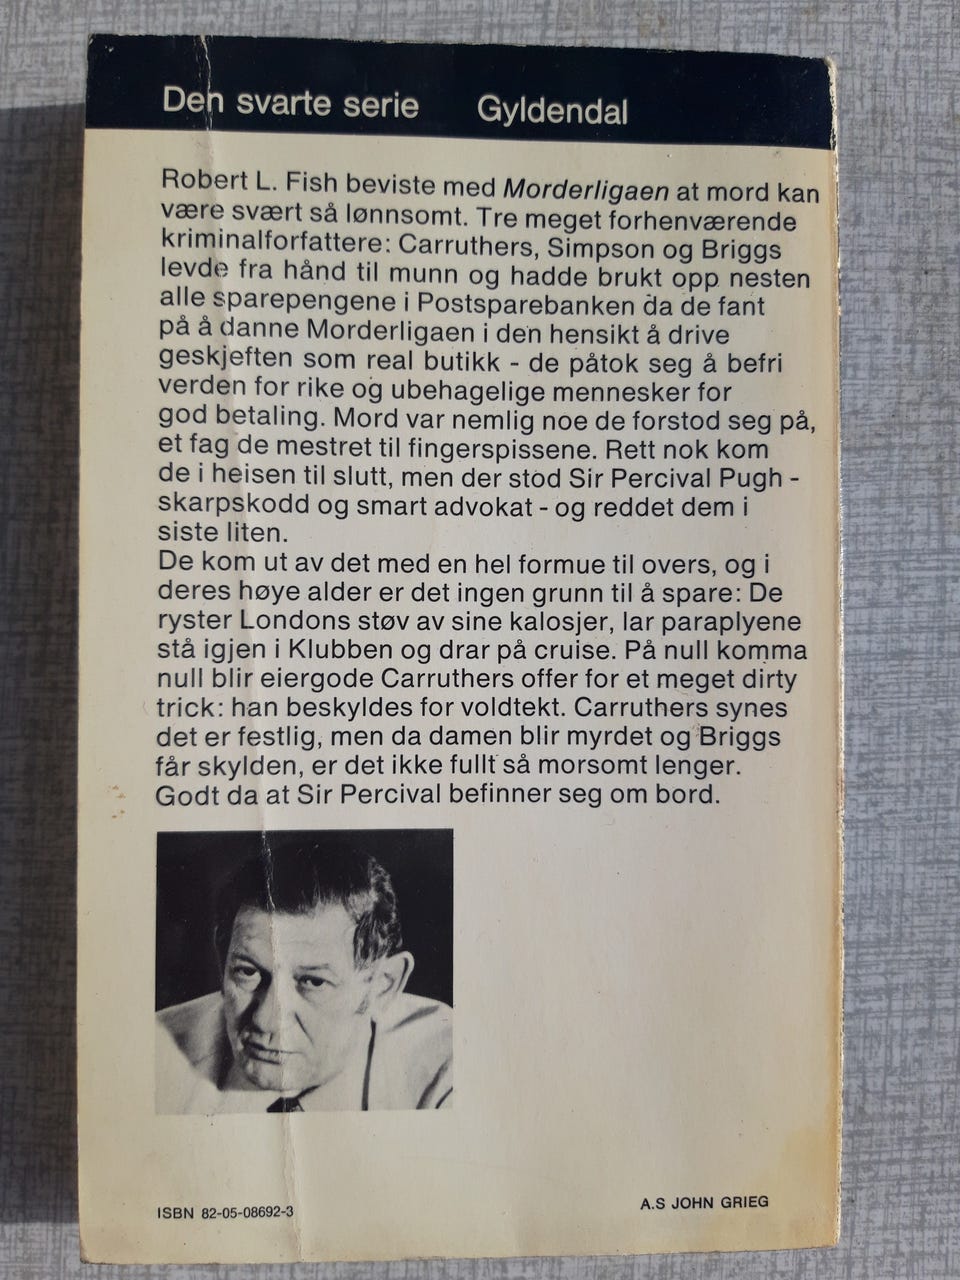 Den svarte serie Gyldendal
Robert L. Fish beviste med Morderligaen at mord kan
være svært så lønnsomt. Tre meget forhenværende
kriminalforfattere: Carruthers, Simpson og Briggs
levde fra hånd til munn og hadde brukt opp nesten
alle sparepengene i Postsparebanken da de fant
på å danne Morderligaen i den hensikt å drive
geskjeften som real butikk - de påtok seg å befri
verden for rike og ubehagelige mennesker for
god betaling. Mord var nemlig noe de forstod seg på,
et fag de mestret til fingerspissene. Rett nok kom
de i heisen til slutt, men der stod Sir Percival Pugh -
skarpskodd og smart advokat - og reddet dem i
siste liten.
De kom ut av det med en hel formue til overs, og i
deres høye alder er det ingen grunn til å spare: De
ryster Londons støv av sine kalosjer, lar paraplyene
stå igjen i Klubben og drar på cruise. På null komma
null blir eiergode Carruthers offer for et meget dirty
trick: han beskyldes for voldtekt. Carruthers synes
det er festlig, men da damen blir myrdet og Briggs
får skylden, er det ikke fullt så morsomt lenger.
Godt da at Sir Percival befinner seg om bord.
ISBN 82-05-08692-3
A.S JOHN GRIEG